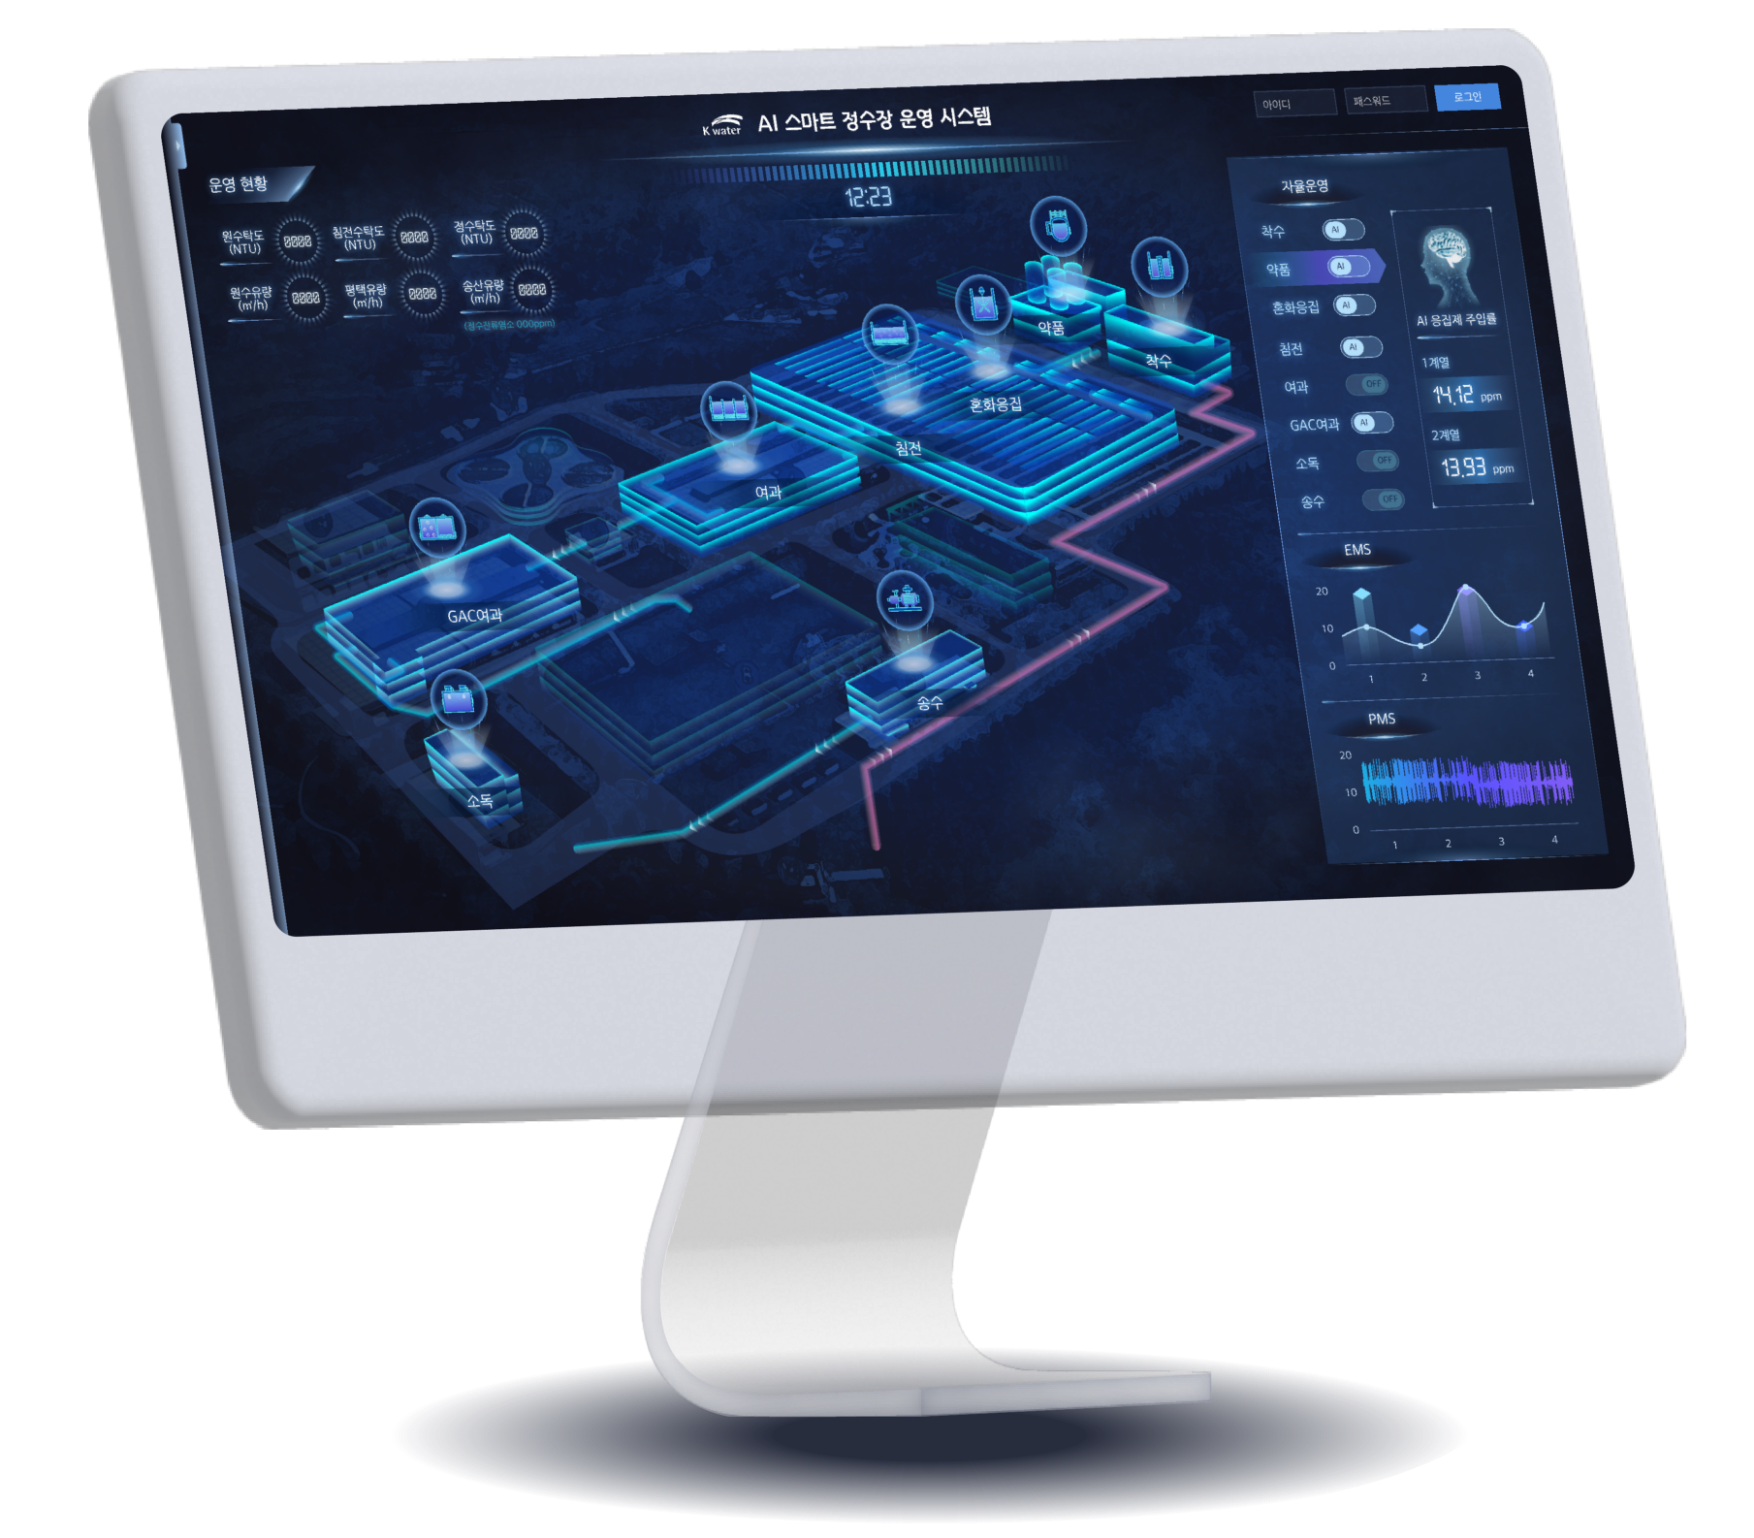 K water AI 스마트 정수장 운영 시스템
아이디 패스워드 로그인
12:23
운영 현황
원수탁도 (NTU) 0000
침전수탁도 (NTU) 0000
정수탁도 (NTU) 0000
원수유량 (㎥/h) 0000
평택유량 (㎥/h) 0000
송산유량 (㎥/h) 0000
약품
착수
혼화응집
침전
여과
GAC여과
송수
소독
자율운영
착수 AI
약품 AI
혼화응집 AI
침전 AI
여과 OFF
GAC여과 AI
소독 OFF
송수 OFF
AI 응집제 주입률
1계열
14.12 ppm
2계열
13.93 ppm
EMS
20
10
0
1 2 3 4
PMS
20
10
0
1 2 3 4